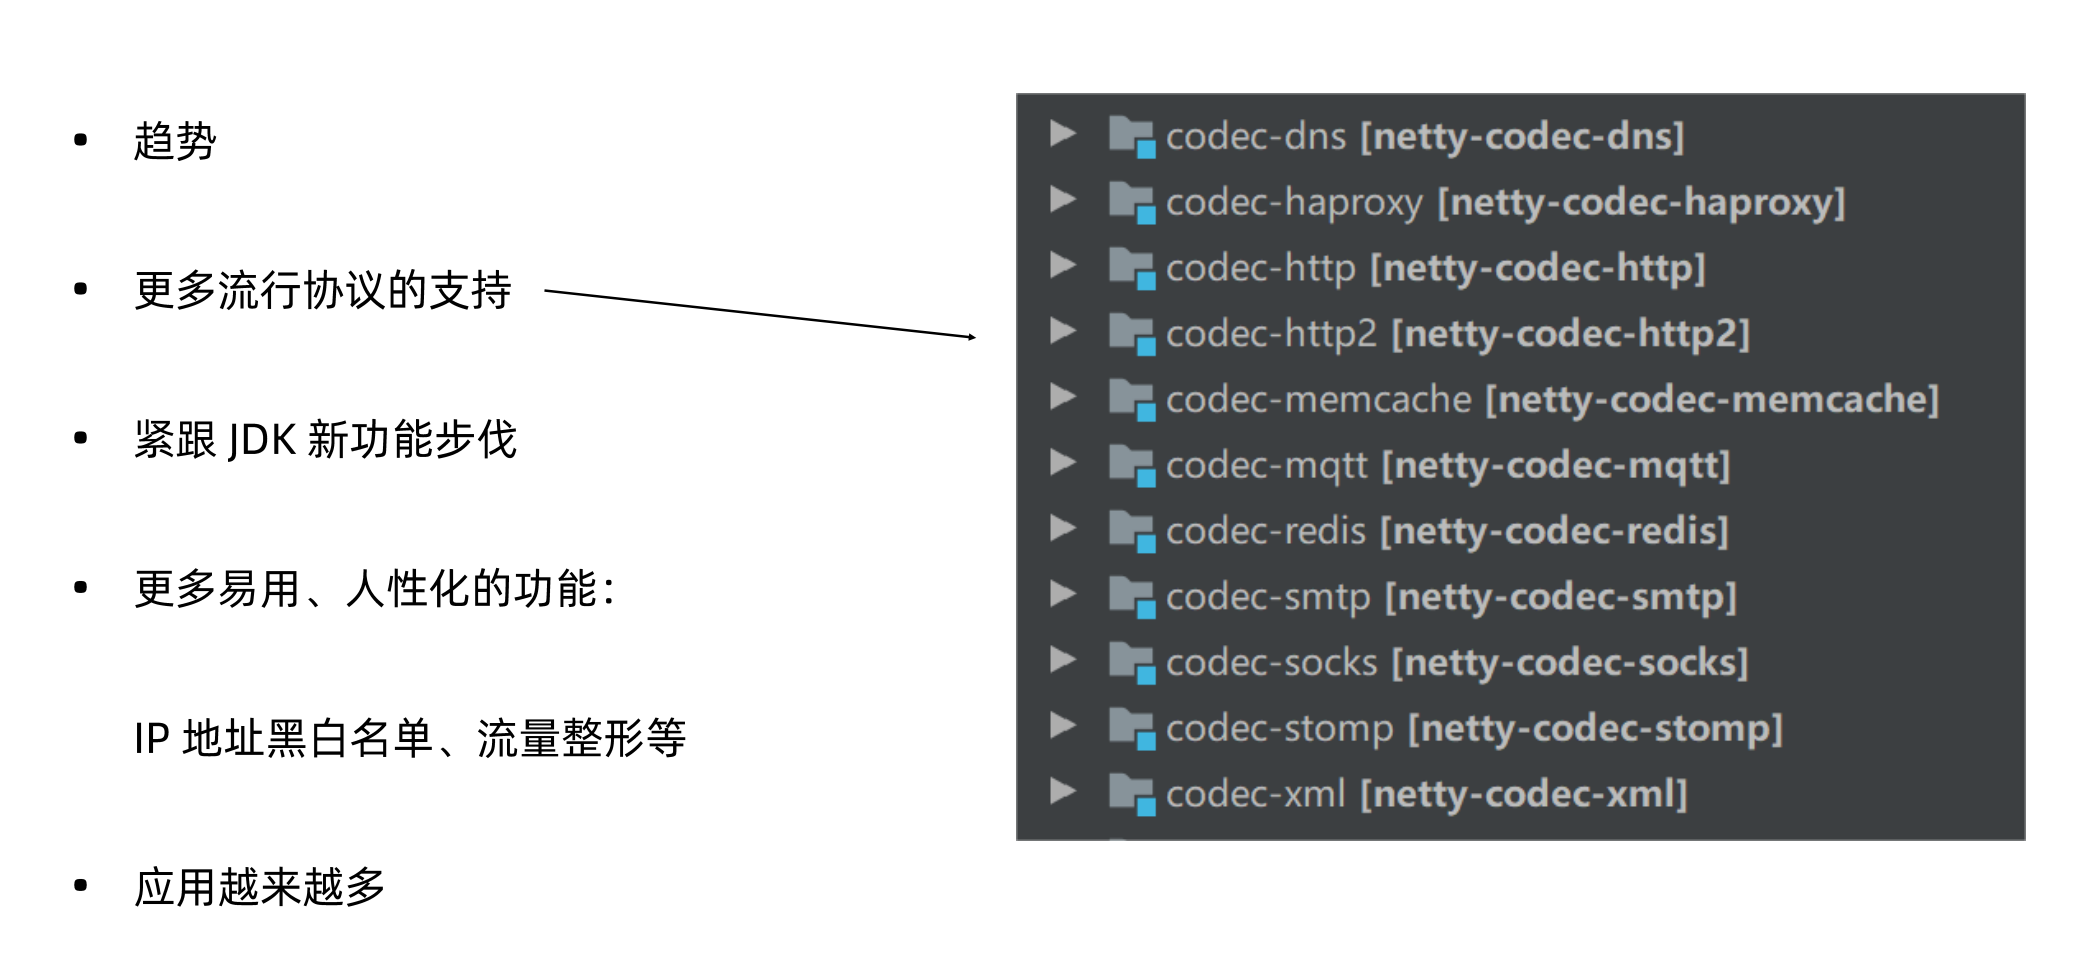 • 趋势
• 更多流行协议的支持
• 紧跟 JDK 新功能步伐
• 更多易用、人性化的功能：
IP 地址黑白名单、流量整形等
• 应用越来越多
codec-dns [netty-codec-dns]
codec-haproxy [netty-codec-haproxy]
codec-http [netty-codec-http]
codec-http2 [netty-codec-http2]
codec-memcache [netty-codec-memcache]
codec-mqtt [netty-codec-mqtt]
codec-redis [netty-codec-redis]
codec-smtp [netty-codec-smtp]
codec-socks [netty-codec-socks]
codec-stomp [netty-codec-stomp]
codec-xml [netty-codec-xml]